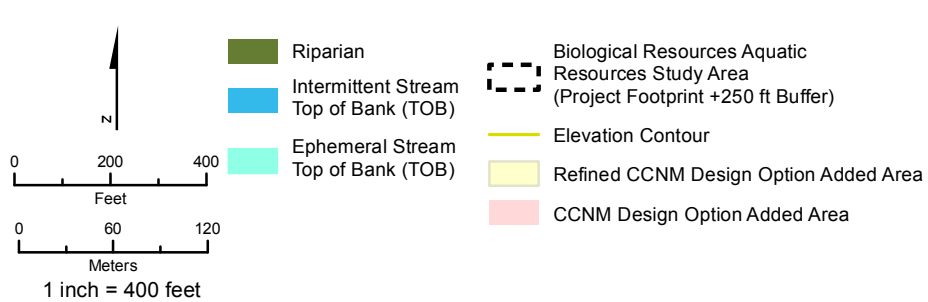 N
0 200 400
Feet
0 60 120
Meters
1 inch = 400 feet
Riparian
Intermittent Stream
Top of Bank (TOB)
Ephemeral Stream
Top of Bank (TOB)
Biological Resources Aquatic
Resources Study Area
(Project Footprint +250 ft Buffer)
Elevation Contour
Refined CCNM Design Option Added Area
CCNM Design Option Added Area